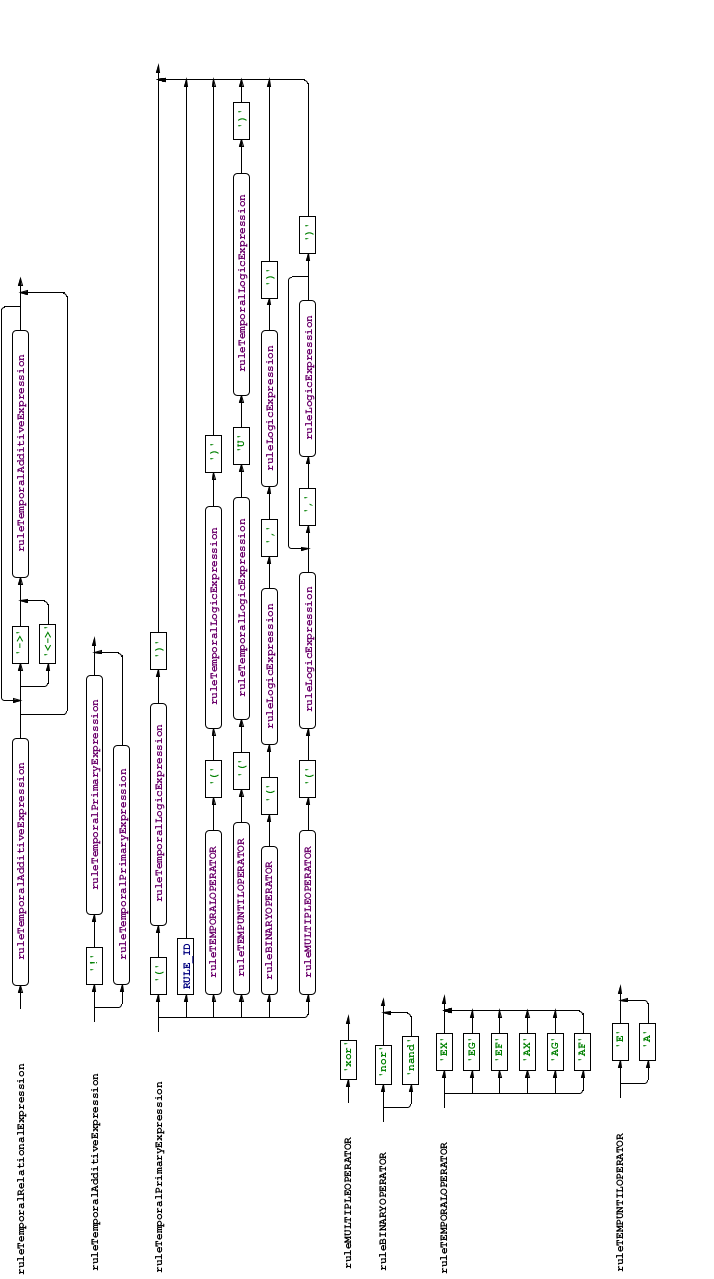 ruleTemporalRelationalExpression
ruleTemporalAdditiveExpression
'->'
'<->'
ruleTemporalAdditiveExpression
ruleTemporalAdditiveExpression
'!'
ruleTemporalPrimaryExpression
ruleTemporalPrimaryExpression
ruleTemporalPrimaryExpression
'('
ruleTemporalLogicExpression
')'
RULE_ID
ruleTEMPORALOPERATOR
'('
ruleTemporalLogicExpression
')'
ruleTEMPUNTILOPERATOR
'('
ruleTemporalLogicExpression
'U'
ruleTemporalLogicExpression
')'
ruleBINARYOPERATOR
'('
ruleLogicExpression
','
ruleLogicExpression
')'
ruleMULTIPLEOPERATOR
'('
ruleLogicExpression
','
ruleLogicExpression
')'
ruleMULTIPLEOPERATOR
'xor'
ruleBINARYOPERATOR
'nor'
'nand'
ruleTEMPORALOPERATOR
'EX'
'EG'
'EF'
'AX'
'AG'
'AF'
ruleTEMPUNTILOPERATOR
'E'
'A'